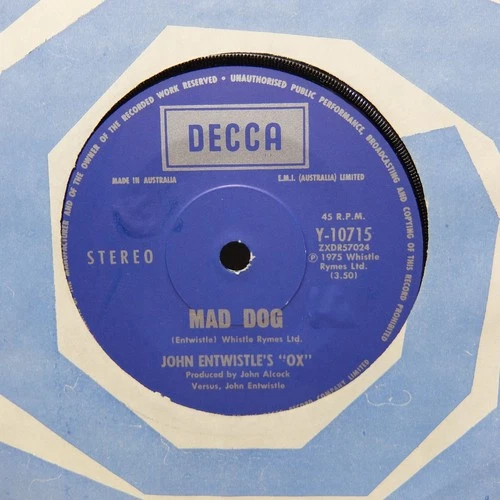 AND OF THE OWNER OF THE RECORDED WORK RESERVED • UNAUTHORISED PUBLIC PERFORMANCE, BROADCASTING AND COPYING OF THIS RECORD PROHIBITED
DECCA
MADE IN AUSTRALIA
E.M.I. (AUSTRALIA) LIMITED
45 R.P.M.
Y-10715
ZXDR57024
STEREO
Ⓟ 1975 Whistle
Rymes Ltd.
(3.50)
MAD DOG
(Entwistle) Whistle Rymes Ltd.
JOHN ENTWISTLE'S "OX"
Produced by John Alcock
Versus, John Entwistle
COMPANY LIMITED